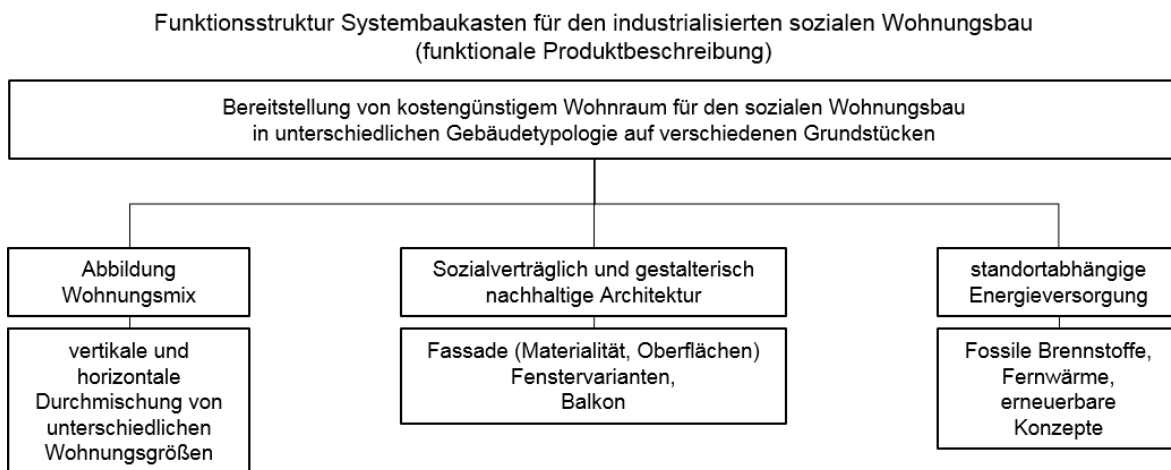 Funktionsstruktur Systembaukasten für den industrialisierten sozialen Wohnungsbau
(funktionale Produktbeschreibung)
Bereitstellung von kostengünstigem Wohnraum für den sozialen Wohnungsbau
in unterschiedlichen Gebäudetypologie auf verschiedenen Grundstücken
Abbildung
Wohnungsmix
vertikale und
horizontale
Durchmischung von
unterschiedlichen
Wohnungsgrößen
Sozialverträglich und gestalterisch
nachhaltige Architektur
Fassade (Materialität, Oberflächen)
Fenstervarianten,
Balkon
standortabhängige
Energieversorgung
Fossile Brennstoffe,
Fernwärme,
erneuerbare
Konzepte